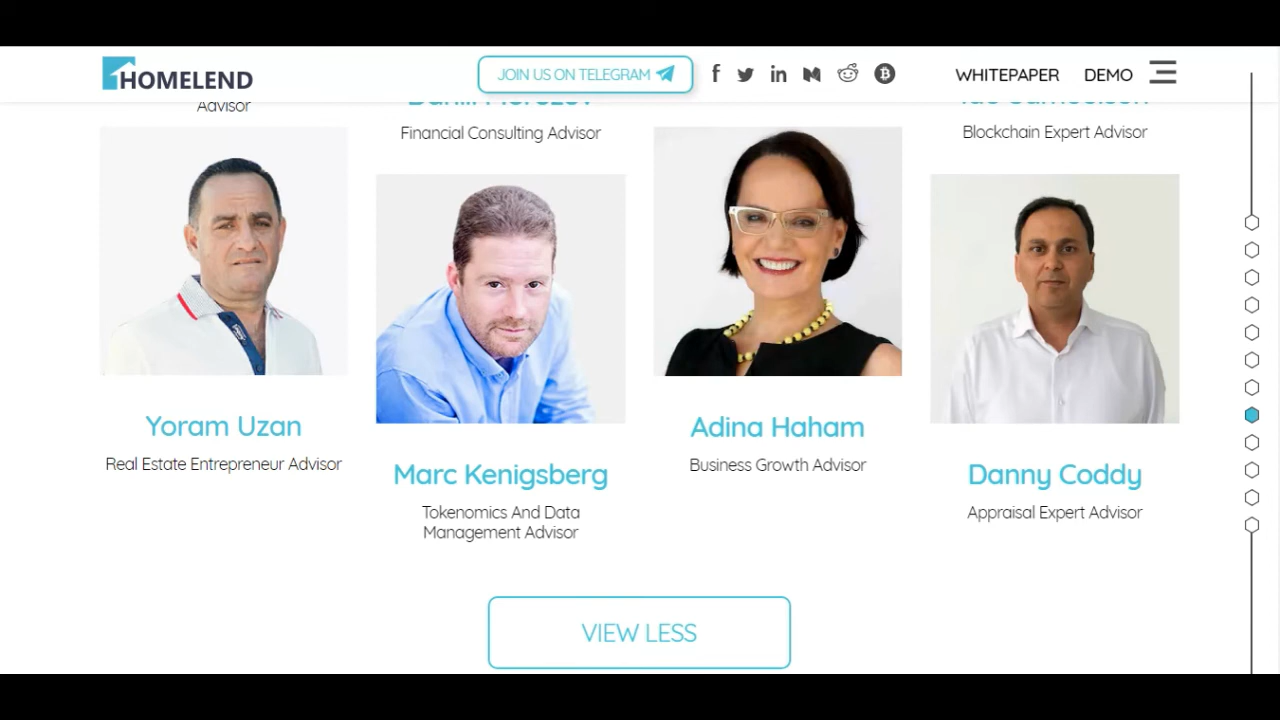 HOMELEND
JOIN US ON TELEGRAM
WHITEPAPER
DEMO
Advisor
Financial Consulting Advisor
Blockchain Expert Advisor
Yoram Uzan
Real Estate Entrepreneur Advisor
Marc Kenigsberg
Tokenomics And Data
Management Advisor
Adina Haham
Business Growth Advisor
Danny Coddy
Appraisal Expert Advisor
VIEW LESS